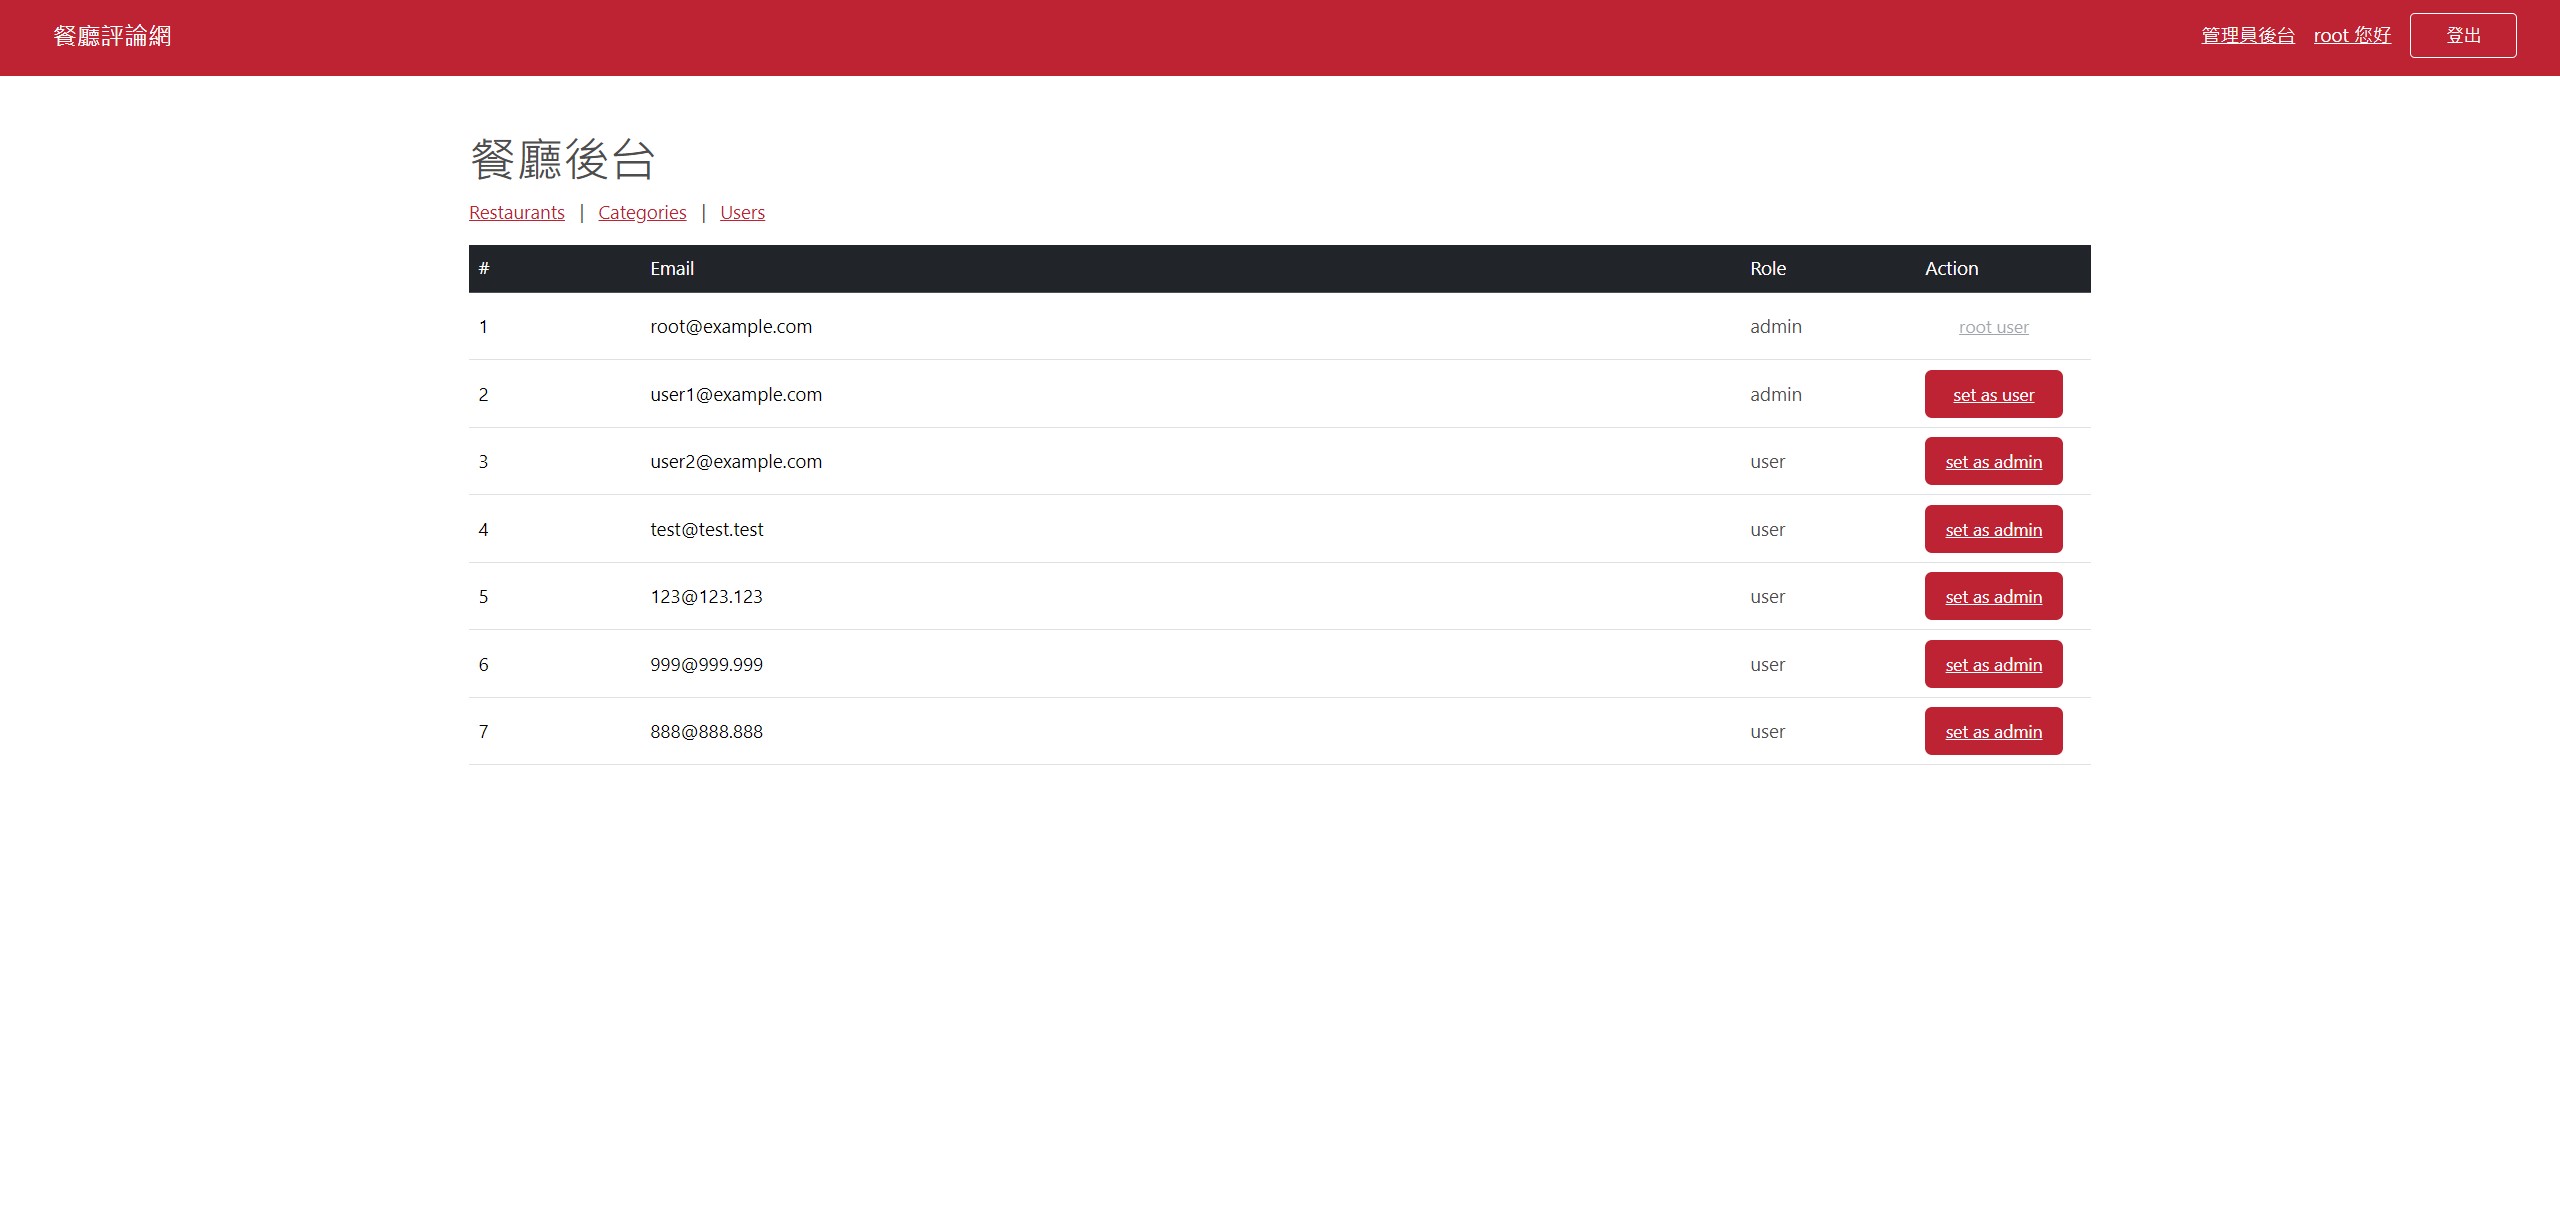 餐廳評論網 管理員後台 root 您好 登出
餐廳後台
Restaurants | Categories | Users
# Email Role Action
1 root@example.com admin root user
2 user1@example.com admin set as user
3 user2@example.com user set as admin
4 test@test.test user set as admin
5 123@123.123 user set as admin
6 999@999.999 user set as admin
7 888@888.888 user set as admin